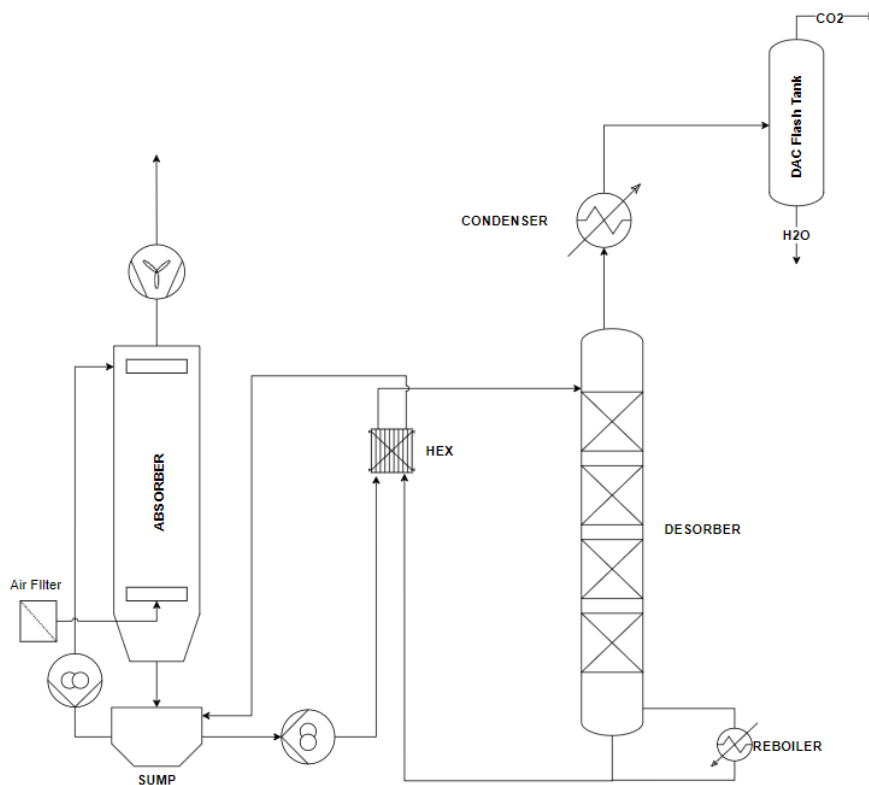 CO2
DAC Flash Tank
CONDENSER
H2O
ABSORBER
HEX
DESORBER
Air FIlter
REBOILER
SUMP